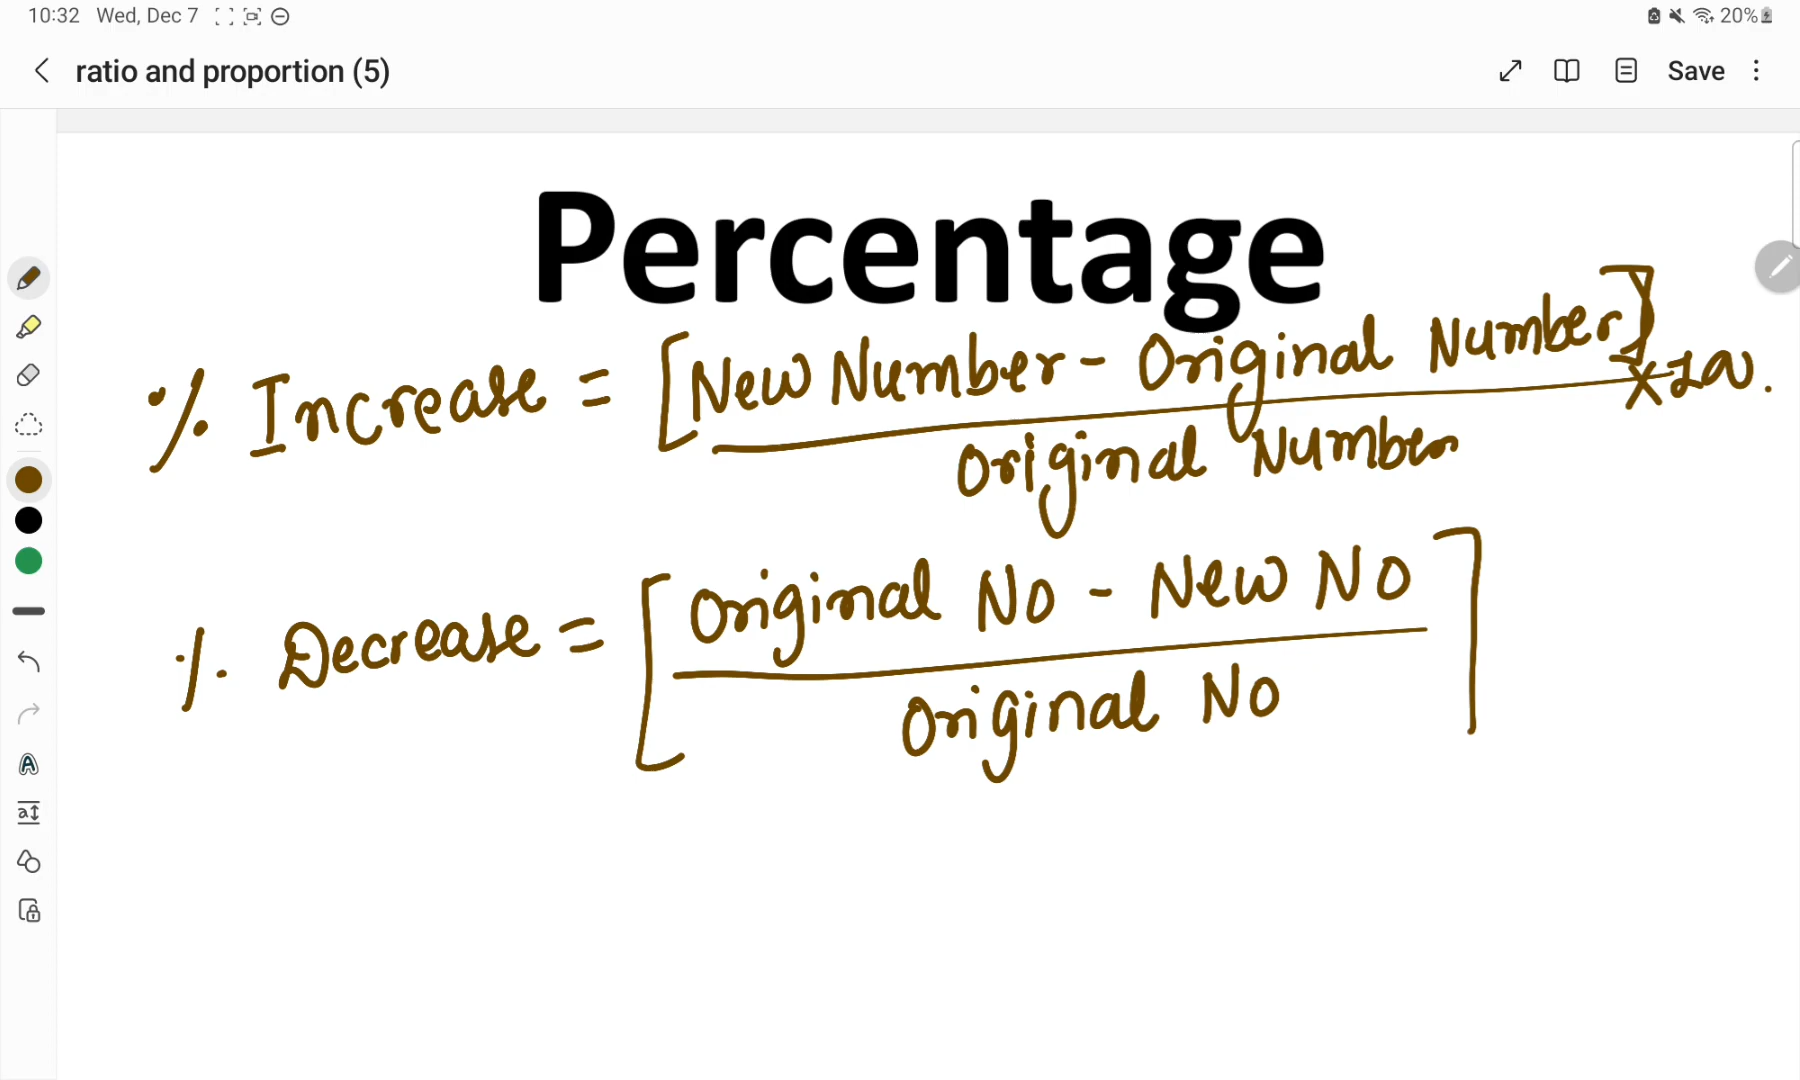 10:32 Wed, Dec 7 20%
ratio and proportion (5) Save
Percentage
% Increase = [New Number - Original Number] × 100
Original Number
% Decrease = [Original No - New No]
Original No